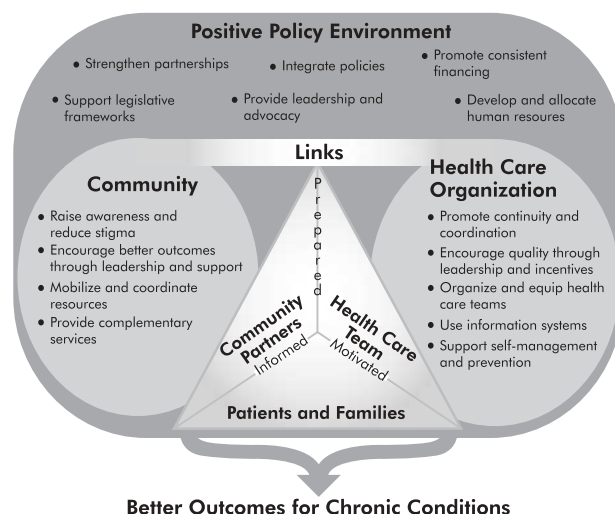 Positive Policy Environment
• Strengthen partnerships
• Integrate policies
• Promote consistent
financing
• Support legislative
frameworks
• Provide leadership and
advocacy
• Develop and allocate
human resoures
Links
Community
• Raise awareness and
reduce stigma
• Encourage better outcomes
through leadership and support
• Mobilize and coordinate
resources
• Provide complementary
services
Prepared
Community
Partners
Informed
Health Care
Team
Motivated
Patients and Families
Health Care
Organization
• Promote continuity and
coordination
• Encourage quality through
leadership and incentives
• Organize and equip health
care teams
• Use information systems
• Support self-management
and prevention
Better Outcomes for Chronic Conditions